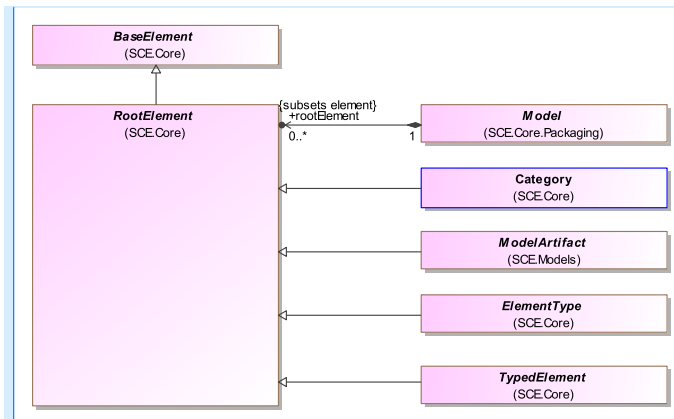 BaseElement
(SCE.Core)
RootElement
(SCE.Core)
{subsets element}
+rootElement
0..*
1
Model
(SCE.Core.Packaging)
Category
(SCE.Core)
ModelArtifact
(SCE.Models)
ElementType
(SCE.Core)
TypedElement
(SCE.Core)